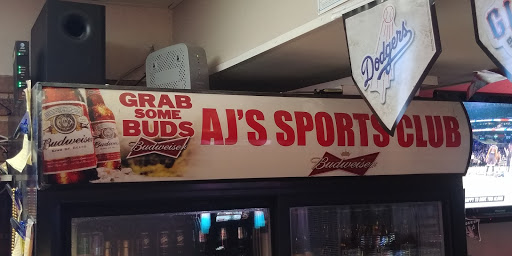 GRAB
SOME
BUDS
Budweiser
AJ'S SPORTS CLUB
Budweiser
Budweiser
Budweiser
Dodgers